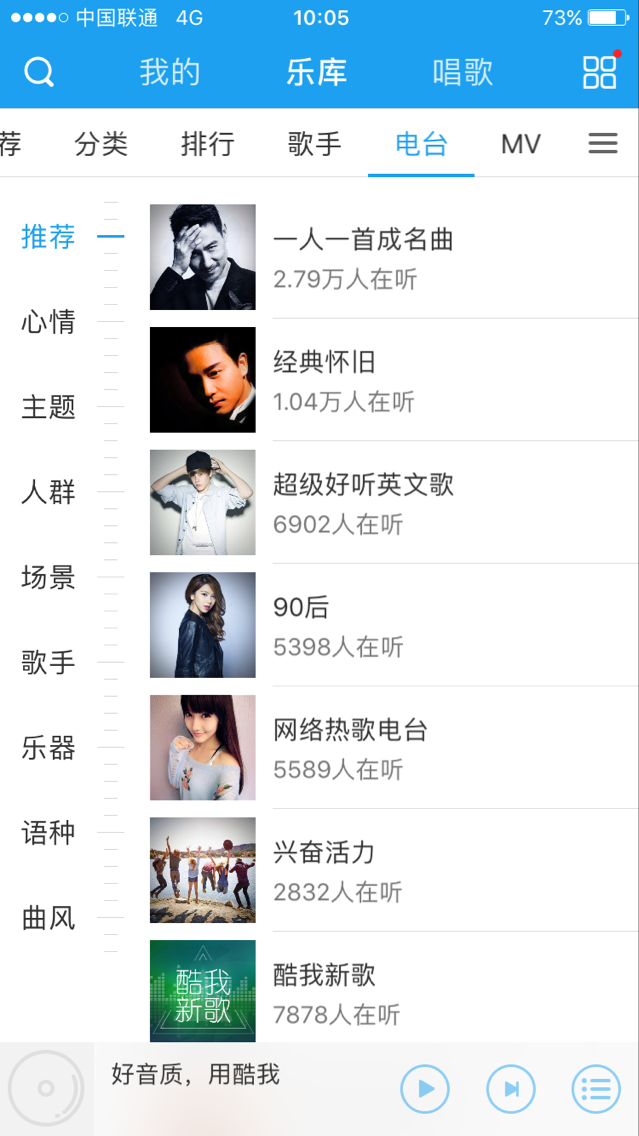 中国联通 4G 10:05 73%
我的 乐库 唱歌
荐 分类 排行 歌手 电台 MV
推荐
心情
主题
人群
场景
歌手
乐器
语种
曲风
一人一首成名曲
2.79万人在听
经典怀旧
1.04万人在听
超级好听英文歌
6902人在听
90后
5398人在听
网络热歌电台
5589人在听
兴奋活力
2832人在听
酷我
新歌
酷我新歌
7878人在听
好音质，用酷我